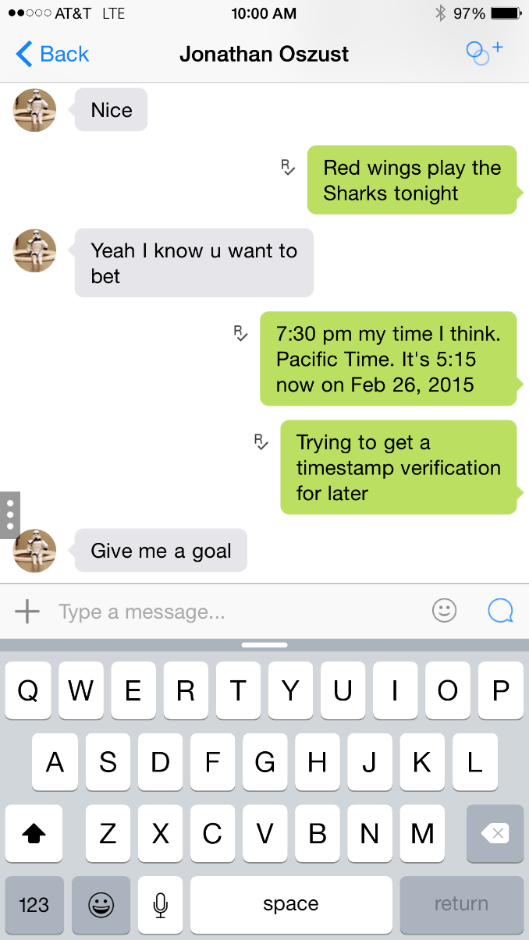 AT&T LTE 10:00 AM 97%
Back Jonathan Oszust
Nice
R
Red wings play the
Sharks tonight
Yeah I know u want to
bet
R
7:30 pm my time I think.
Pacific Time. It's 5:15
now on Feb 26, 2015
R
Trying to get a
timestamp verification
for later
Give me a goal
Type a message...
Q W E R T Y U I O P
A S D F G H J K L
Z X C V B N M
123 space return